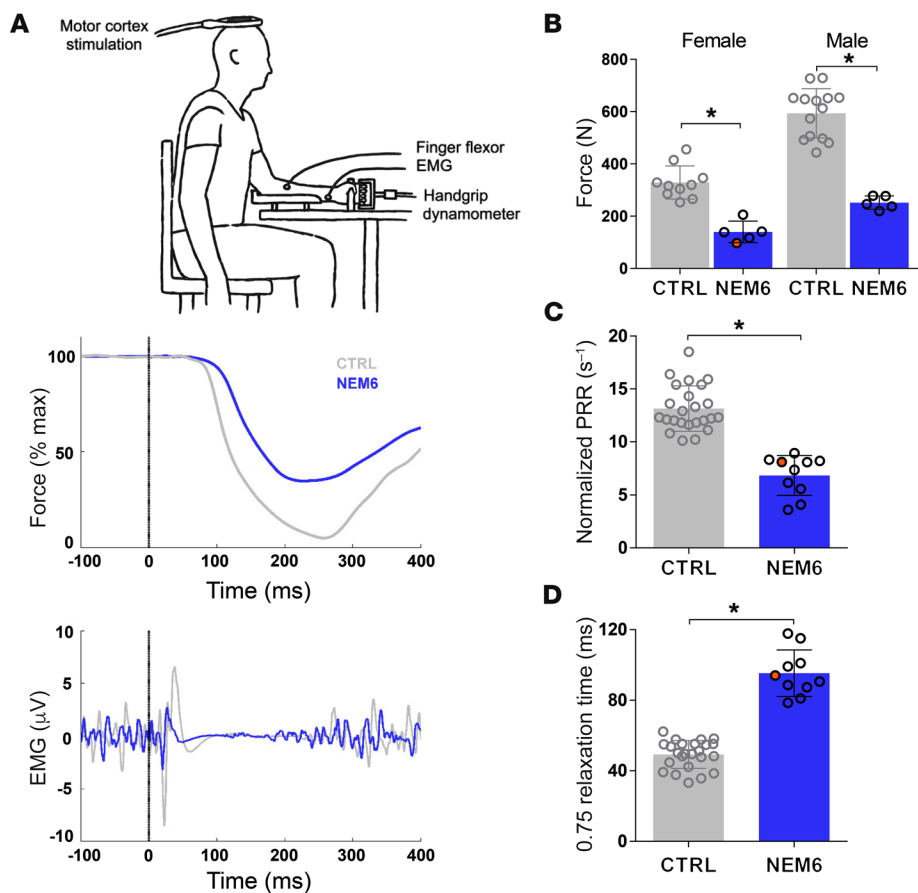 A
Motor cortex
stimulation
Finger flexor
EMG
Handgrip
dynamometer
100
50
0
Force (% max)
CTRL
NEM6
-100 0 100 200 300 400
Time (ms)
10
5
0
-5
-10
EMG (µV)
-100 0 100 200 300 400
Time (ms)
B
Female Male
800
600
400
200
0
Force (N)
* *
CTRL NEM6 CTRL NEM6
C
20
15
10
5
0
Normalized PRR (s⁻¹)
*
CTRL NEM6
D
120
80
40
0
0.75 relaxation time (ms)
*
CTRL NEM6